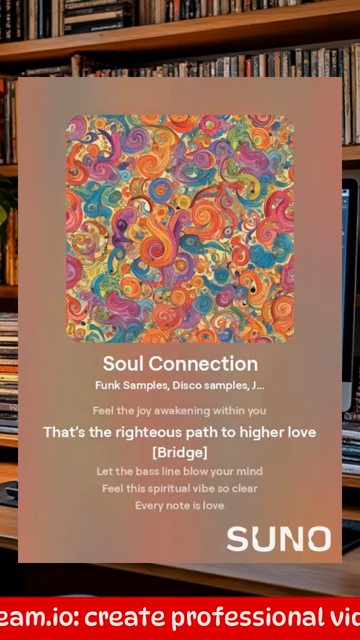 Soul Connection
Funk Samples, Disco samples, J...
Feel the joy awakening within you
That's the righteous path to higher love
[Bridge]
Let the bass line blow your mind
Feel this spiritual vibe so clear
Every note is love
SUNO
eam.io: create professional vid